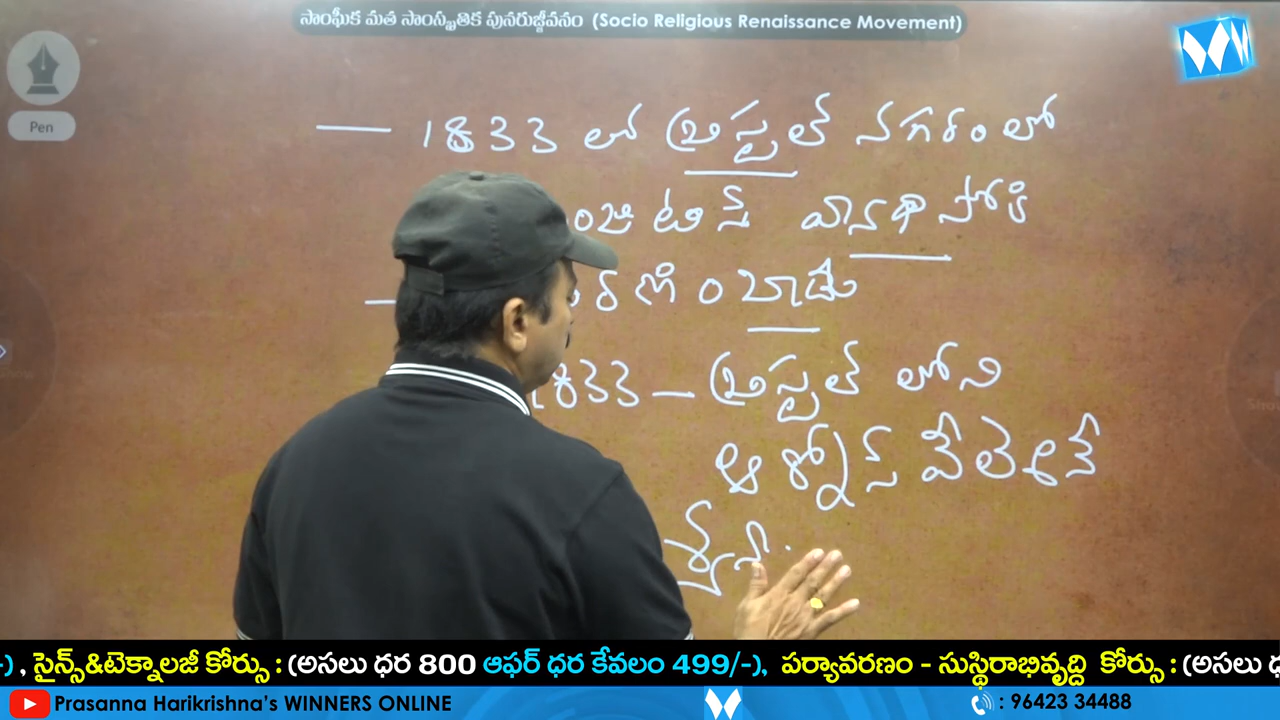 సాంఘీక మత సాంస్కృతిక పునరుజ్జీవనం (Socio Religious Renaissance Movement)
W
Pen
— 1833 లో బ్రిస్టల్ నగరంలో
వ్యాధి సోకి
— మరణించాడు
1833 — బ్రిస్టల్ లోని
ఆర్నోస్ వేల్
-) , సైన్స్&టెక్నాలజీ కోర్సు : (అసలు ధర 800 ఆఫర్ ధర కేవలం 499/-), పర్యావరణం - సుస్థిరాభివృద్ధి కోర్సు : (అసలు ధ
Prasanna Harikrishna's WINNERS ONLINE
W
: 96423 34488